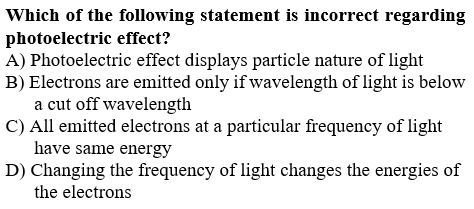 Which of the following statement is incorrect regarding
photoelectric effect?
A) Photoelectric effect displays particle nature of light
B) Electrons are emitted only if wavelength of light is below
a cut off wavelength
C) All emitted electrons at a particular frequency of light
have same energy
D) Changing the frequency of light changes the energies of
the electrons